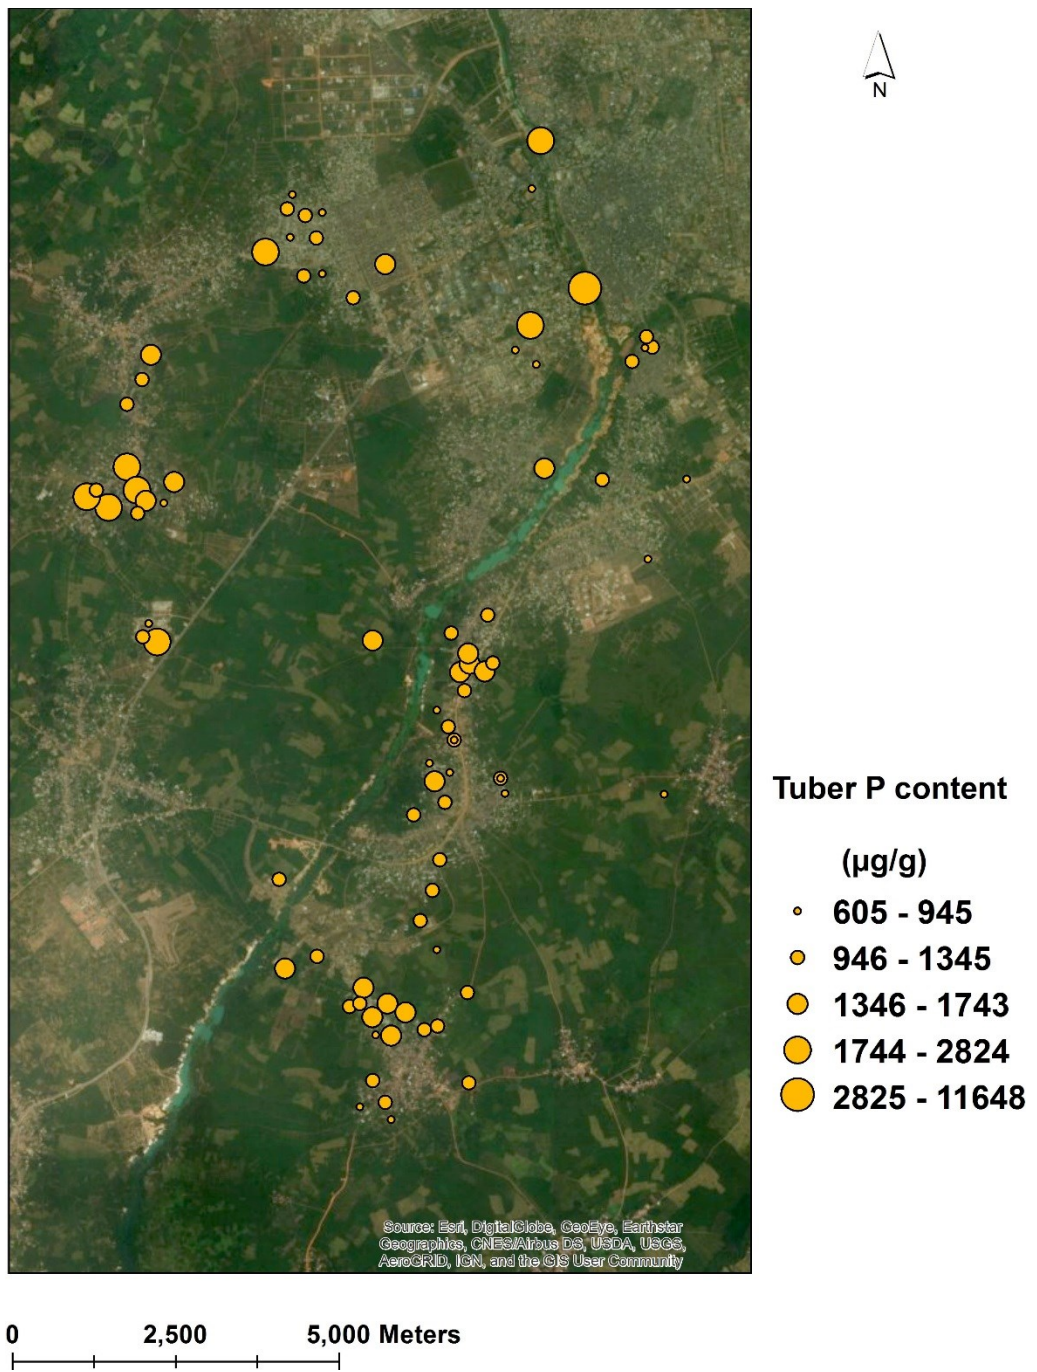 N
Tuber P content
(µg/g)
605 - 945
946 - 1345
1346 - 1743
1744 - 2824
2825 - 11648
Source: Esri, DigitalGlobe, GeoEye, Earthstar
Geographics, CNES/Airbus DS, USDA, USGS,
AeroGRID, IGN, and the GIS User Community
0 2,500 5,000 Meters